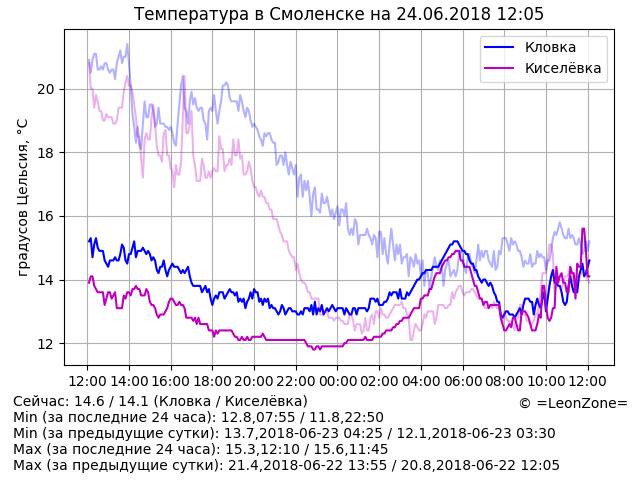 Температура в Смоленске на 24.06.2018 12:05
градусов Цельсия, °C
20
18
16
14
12
Кловка
Киселёвка
12:00 14:00 16:00 18:00 20:00 22:00 00:00 02:00 04:00 06:00 08:00 10:00 12:00
Сейчас: 14.6 / 14.1 (Кловка / Киселёвка)
© =LeonZone=
Min (за последние 24 часа): 12.8,07:55 / 11.8,22:50
Min (за предыдущие сутки): 13.7,2018-06-23 04:25 / 12.1,2018-06-23 03:30
Max (за последние 24 часа): 15.3,12:10 / 15.6,11:45
Max (за предыдущие сутки): 21.4,2018-06-22 13:55 / 20.8,2018-06-22 12:05